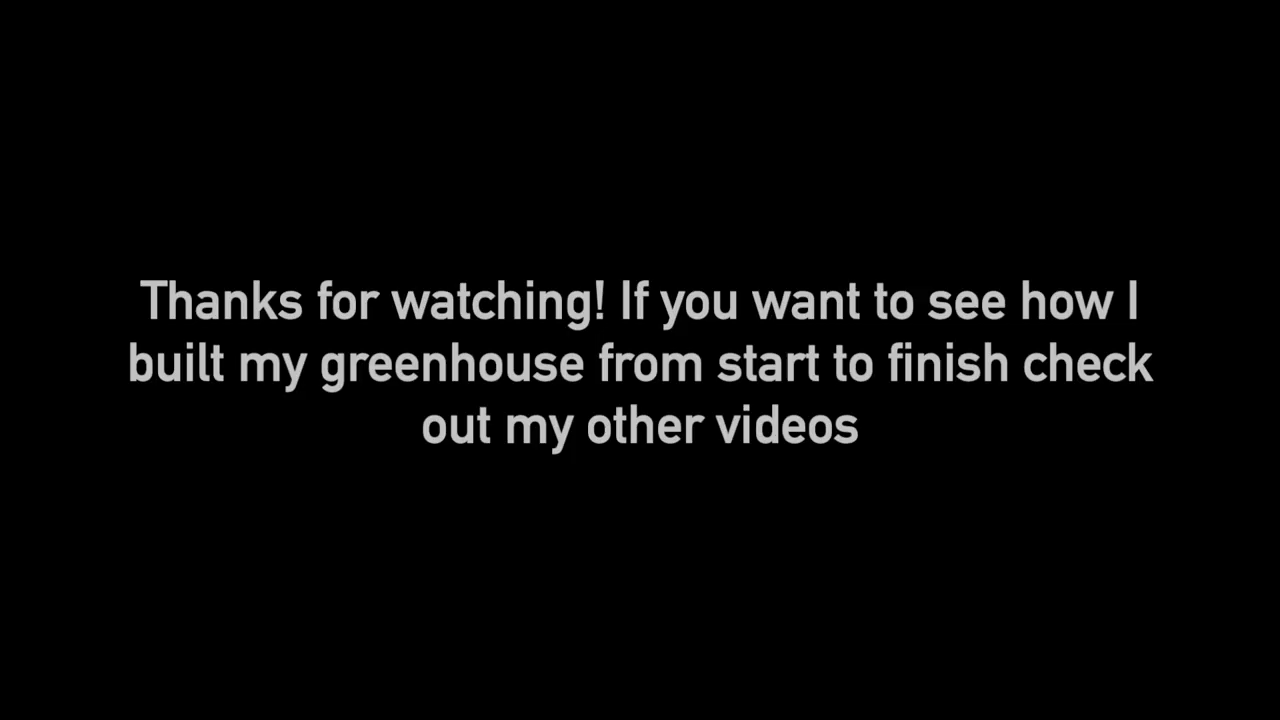 Thanks for watching! If you want to see how I
built my greenhouse from start to finish check
out my other videos